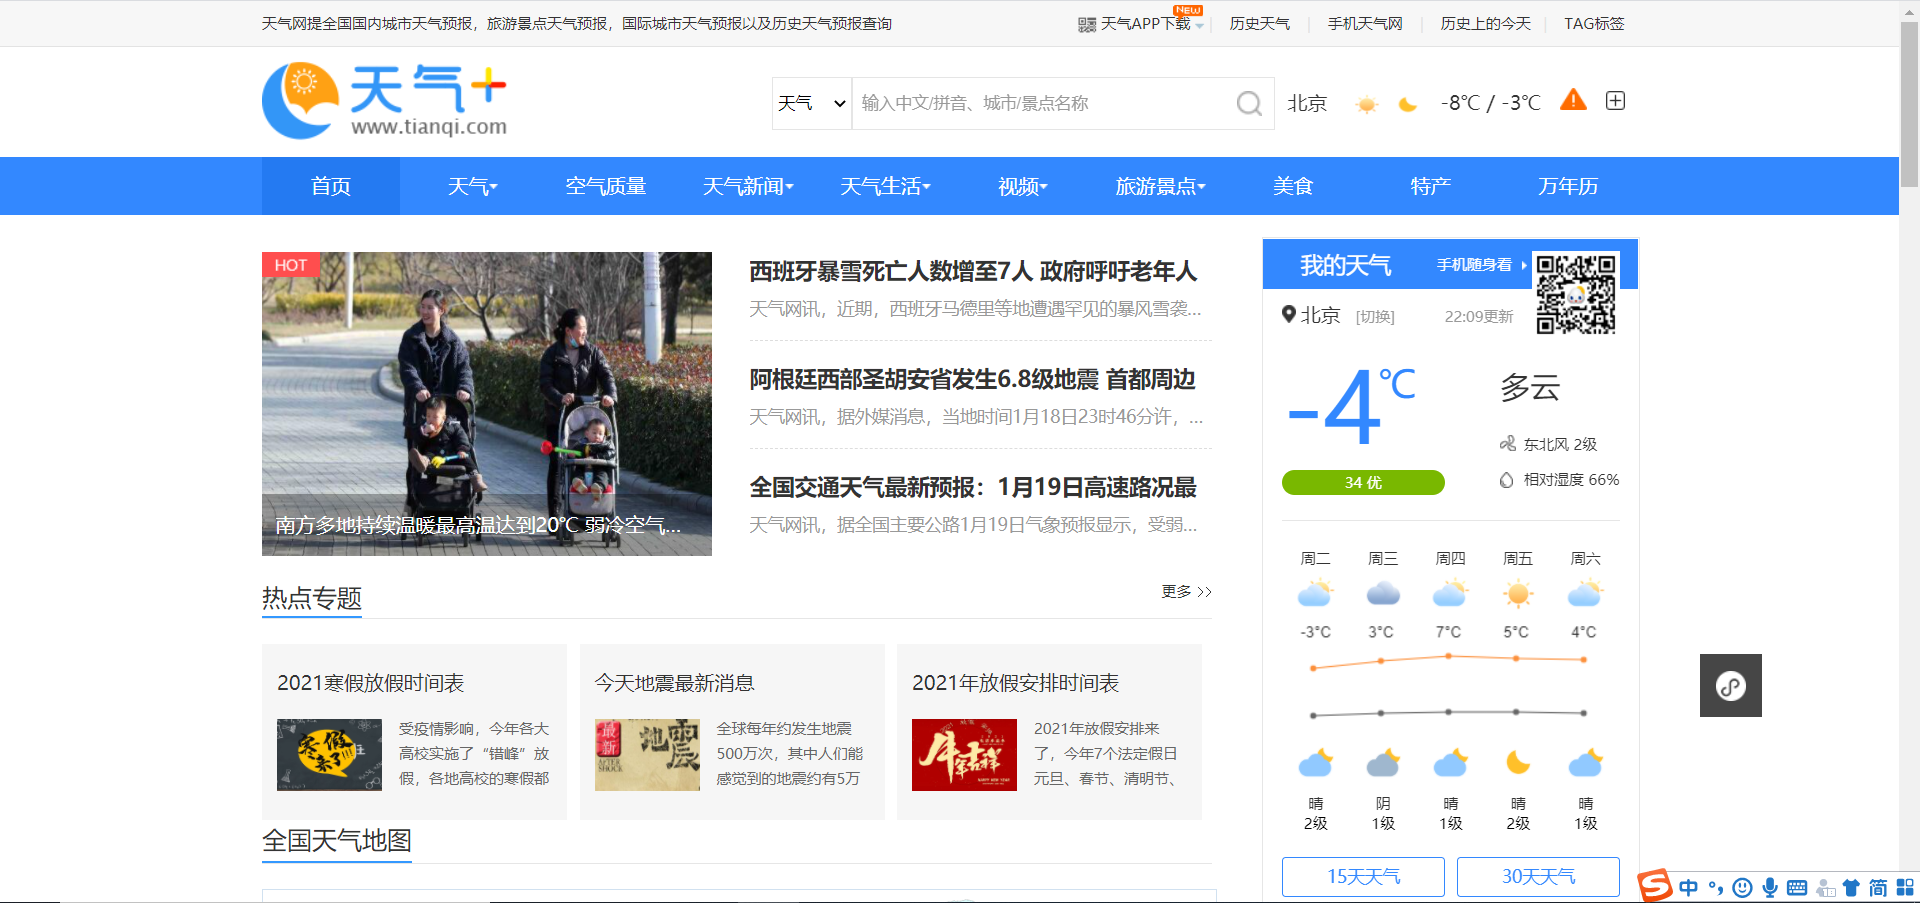 天气网提全国国内城市天气预报，旅游景点天气预报，国际城市天气预报以及历史天气预报查询
天气APP下载 NEW 历史天气 手机天气网 历史上的今天 TAG标签
天气+
www.tianqi.com
天气 输入中文/拼音、城市/景点名称 北京 -8℃ / -3℃
首页 天气 空气质量 天气新闻 天气生活 视频 旅游景点 美食 特产 万年历
HOT
南方多地持续温暖最高温达到20℃ 弱冷空气...
西班牙暴雪死亡人数增至7人 政府呼吁老年人
天气网讯，近期，西班牙马德里等地遭遇罕见的暴风雪袭...
阿根廷西部圣胡安省发生6.8级地震 首都周边
天气网讯，据外媒消息，当地时间1月18日23时46分许，...
全国交通天气最新预报：1月19日高速路况最
天气网讯，据全国主要公路1月19日气象预报显示，受弱...
热点专题 更多 >>
2021寒假放假时间表
寒假来了
受疫情影响，今年各大
高校实施了“错峰”放
假，各地高校的寒假都
今天地震最新消息
最新
地震
AFTER
SHOCK
全球每年约发生地震
500万次，其中人们能
感觉到的地震约有5万
2021年放假安排时间表
牛年吉祥
2021年放假安排来
了，今年7个法定假日
元旦、春节、清明节、
全国天气地图
我的天气 手机随身看
北京 [切换] 22:09更新
-4℃
多云
东北风 2级
34 优
相对湿度 66%
周二 周三 周四 周五 周六
-3°C 3°C 7°C 5°C 4°C
晴 阴 晴 晴 晴
2级 1级 1级 2级 1级
15天天气 30天天气
S 中 简